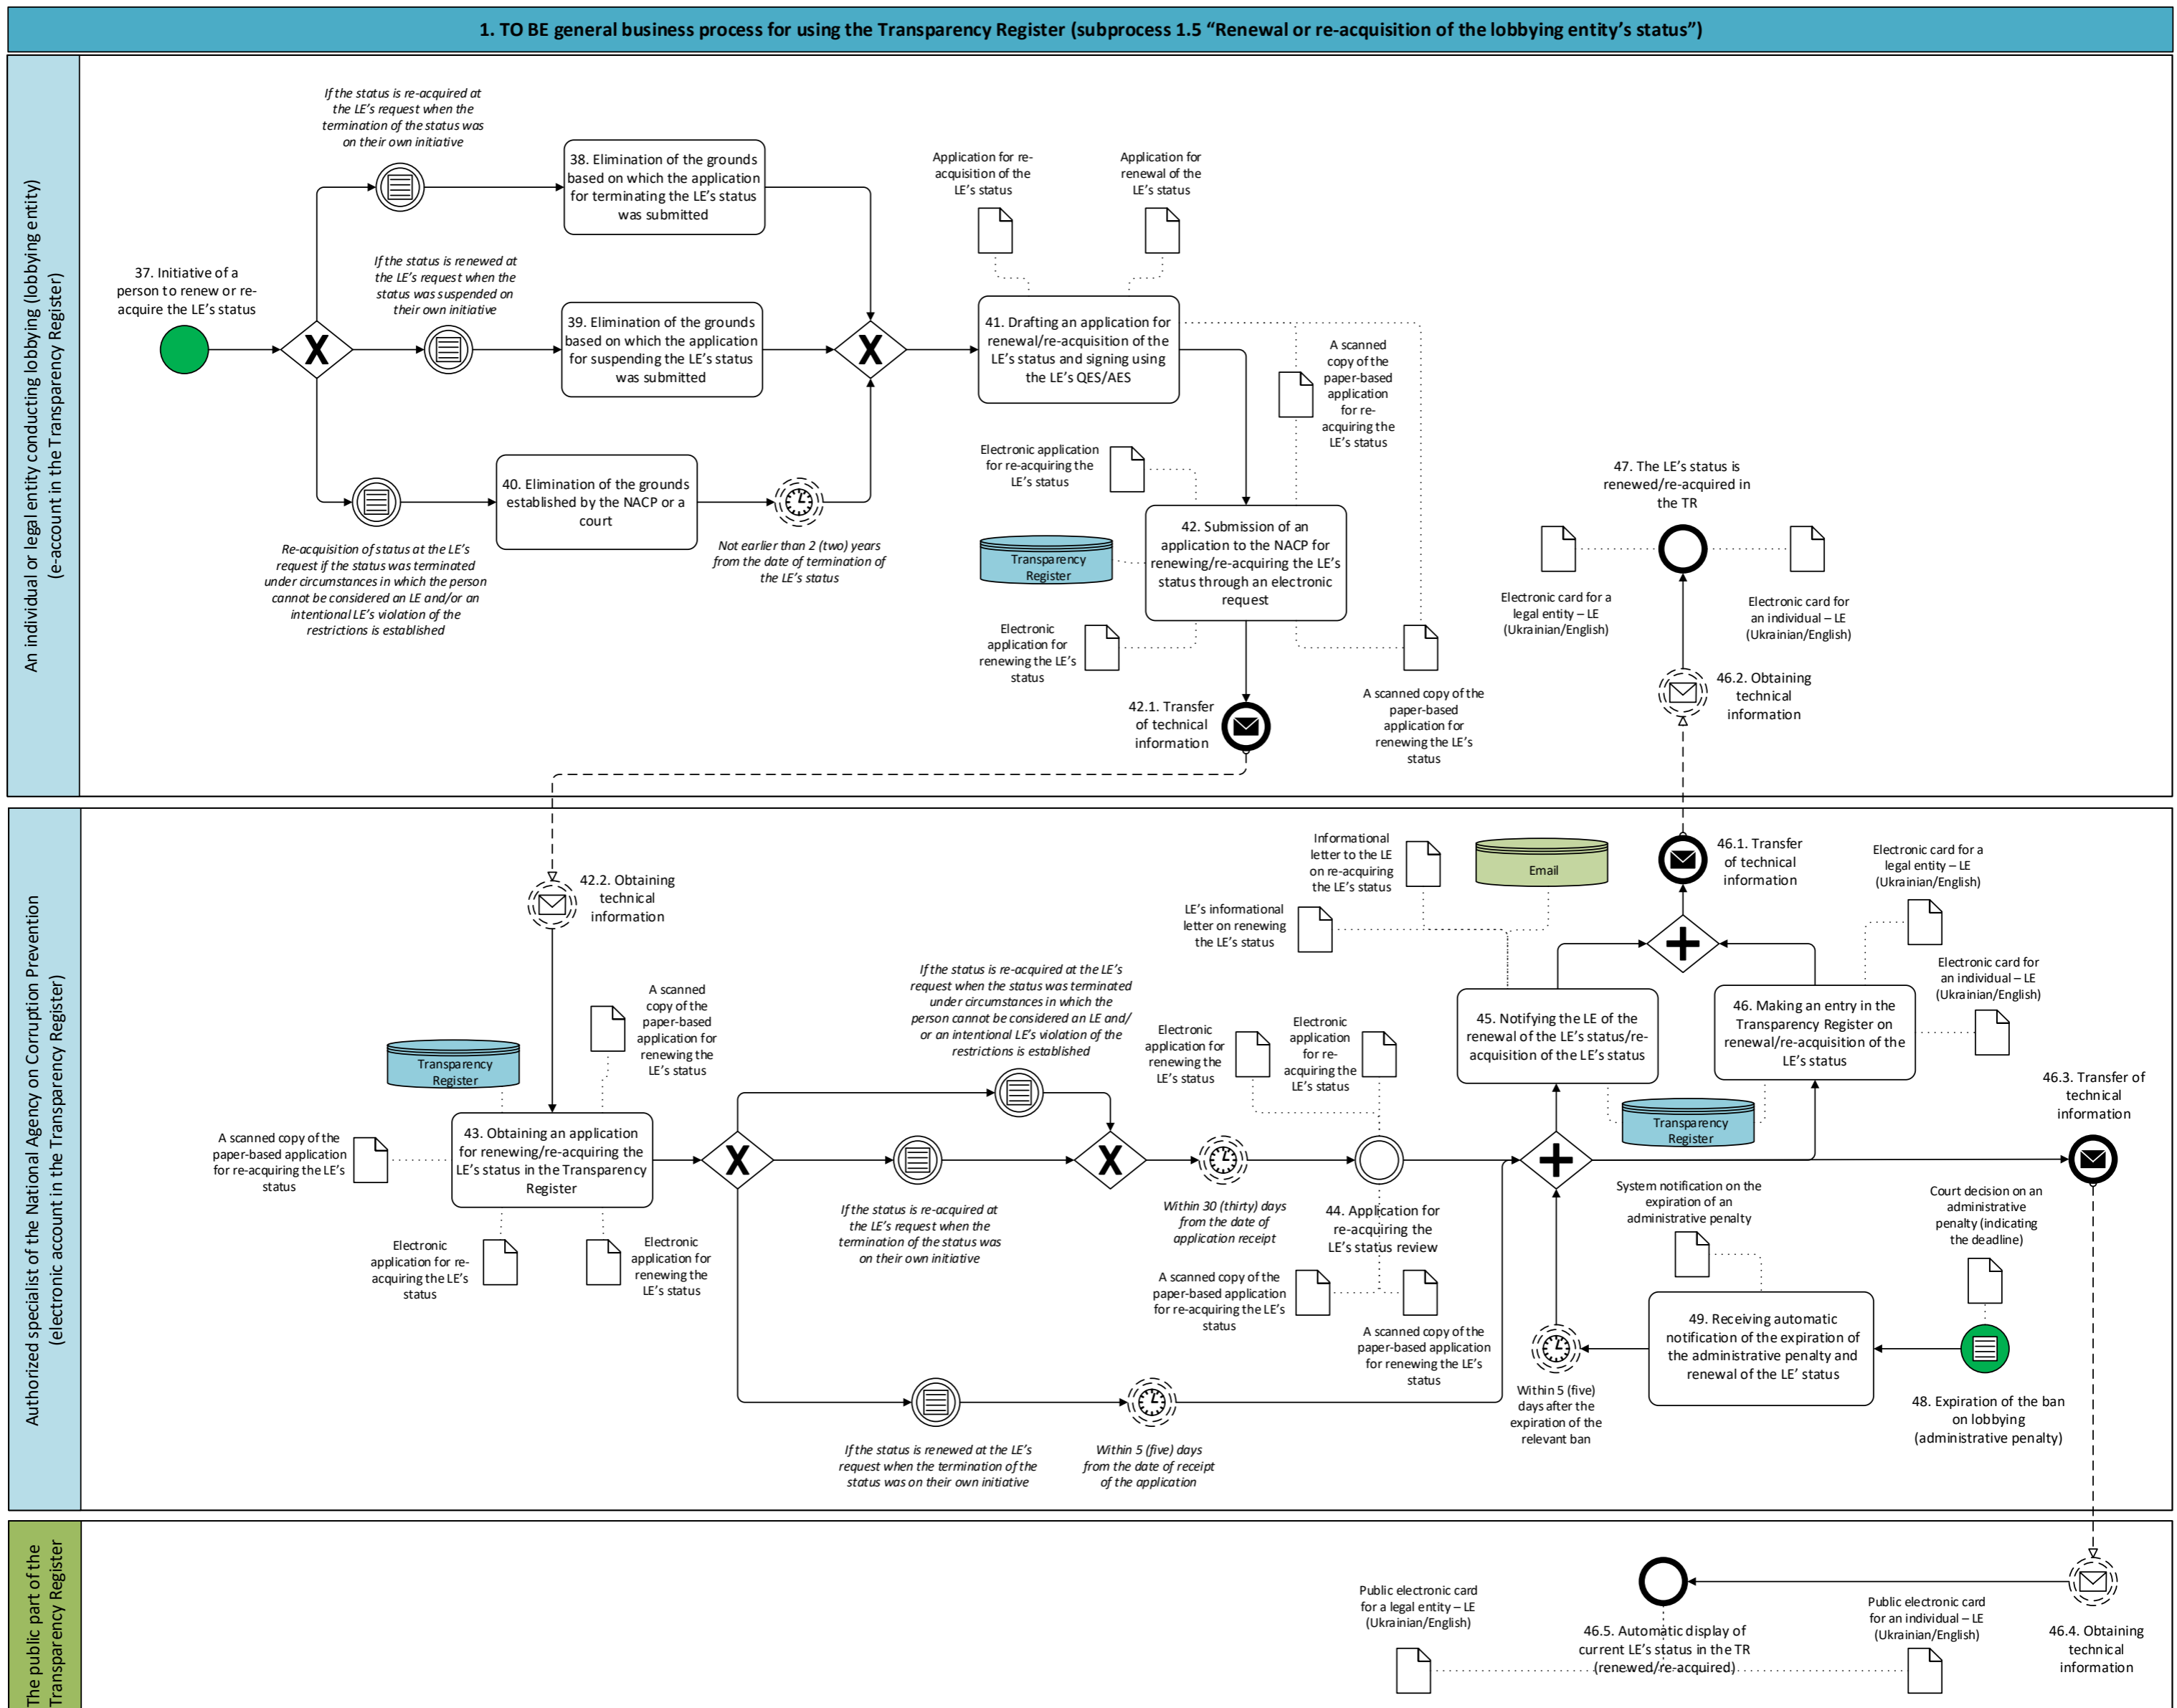 1. TO BE general business process for using the Transparency Register (subprocess 1.5 “Renewal or re-acquisition of the lobbying entity’s status”)
An individual or legal entity conducting lobbying (lobbying entity)
(e-account in the Transparency Register)
If the status is re-acquired at
the LE’s request when the
termination of the status was
on their own initiative
37. Initiative of a
person to renew or re-
acquire the LE’s status
If the status is renewed at
the LE’s request when the
status was suspended on
their own initiative
Re-acquisition of status at the LE’s
request if the status was terminated
under circumstances in which the person
cannot be considered an LE and/or an
intentional LE’s violation of the
restrictions is established
38. Elimination of the grounds
based on which the application
for terminating the LE’s status
was submitted
39. Elimination of the grounds
based on which the application
for suspending the LE’s status
was submitted
40. Elimination of the grounds
established by the NACP or a
court
Not earlier than 2 (two) years
from the date of termination of
the LE’s status
Application for re-
acquisition of the
LE’s status
Application for
renewal of the
LE’s status
41. Drafting an application for
renewal/re-acquisition of the
LE’s status and signing using
the LE’s QES/AES
A scanned
copy of the
paper-based
application
for re-
acquiring the
LE’s status
Electronic application
for re-acquiring the
LE’s status
Transparency
Register
42. Submission of an
application to the NACP for
renewing/re-acquiring the LE’s
status through an electronic
request
Electronic
application for
renewing the LE’s
status
A scanned copy of the
paper-based
application for
renewing the LE’s
status
42.1. Transfer
of technical
information
47. The LE’s status is
renewed/re-acquired in
the TR
Electronic card for a
legal entity – LE
(Ukrainian/English)
Electronic card for
an individual – LE
(Ukrainian/English)
46.2. Obtaining
technical
information
Authorized specialist of the National Agency on Corruption Prevention
(electronic account in the Transparency Register)
42.2. Obtaining
technical
information
A scanned
copy of the
paper-based
application for
renewing the
LE’s status
Transparency
Register
A scanned copy of the
paper-based application
for re-acquiring the LE’s
status
43. Obtaining an application
for renewing/re-acquiring the
LE’s status in the Transparency
Register
Electronic
application for re-
acquiring the LE’s
status
Electronic
application for
renewing the
LE’s status
If the status is re-acquired at the LE’s
request when the status was terminated
under circumstances in which the
person cannot be considered an LE and/
or an intentional LE’s violation of the
restrictions is established
If the status is re-acquired at
the LE’s request when the
termination of the status was
on their own initiative
If the status is renewed at the LE’s
request when the termination of the
status was on their own initiative
Within 5 (five) days
from the date of receipt
of the application
Within 30 (thirty) days
from the date of
application receipt
Electronic
application for
renewing the
LE’s status
Electronic
application
for re-
acquiring the
LE’s status
44. Application for
re-acquiring the
LE’s status review
A scanned copy of the
paper-based application
for re-acquiring the LE’s
status
A scanned copy of the
paper-based application
for renewing the LE’s
status
Informational
letter to the LE
on re-acquiring
the LE’s status
Email
LE’s informational
letter on renewing
the LE’s status
46.1. Transfer
of technical
information
Electronic card for a
legal entity – LE
(Ukrainian/English)
Electronic card for
an individual – LE
(Ukrainian/English)
45. Notifying the LE of the
renewal of the LE’s status/re-
acquisition of the LE’s status
46. Making an entry in the
Transparency Register on
renewal/re-acquisition of the
LE’s status
Transparency
Register
46.3. Transfer of
technical
information
System notification on the
expiration of an
administrative penalty
Court decision on an
administrative
penalty (indicating
the deadline)
49. Receiving automatic
notification of the expiration of
the administrative penalty and
renewal of the LE’ status
Within 5 (five)
days after the
expiration of the
relevant ban
48. Expiration of the ban
on lobbying
(administrative penalty)
The public part of the
Transparency Register
Public electronic card
for a legal entity – LE
(Ukrainian/English)
46.5. Automatic display of
current LE’s status in the TR
(renewed/re-acquired)
Public electronic card
for an individual – LE
(Ukrainian/English)
46.4. Obtaining
technical
information